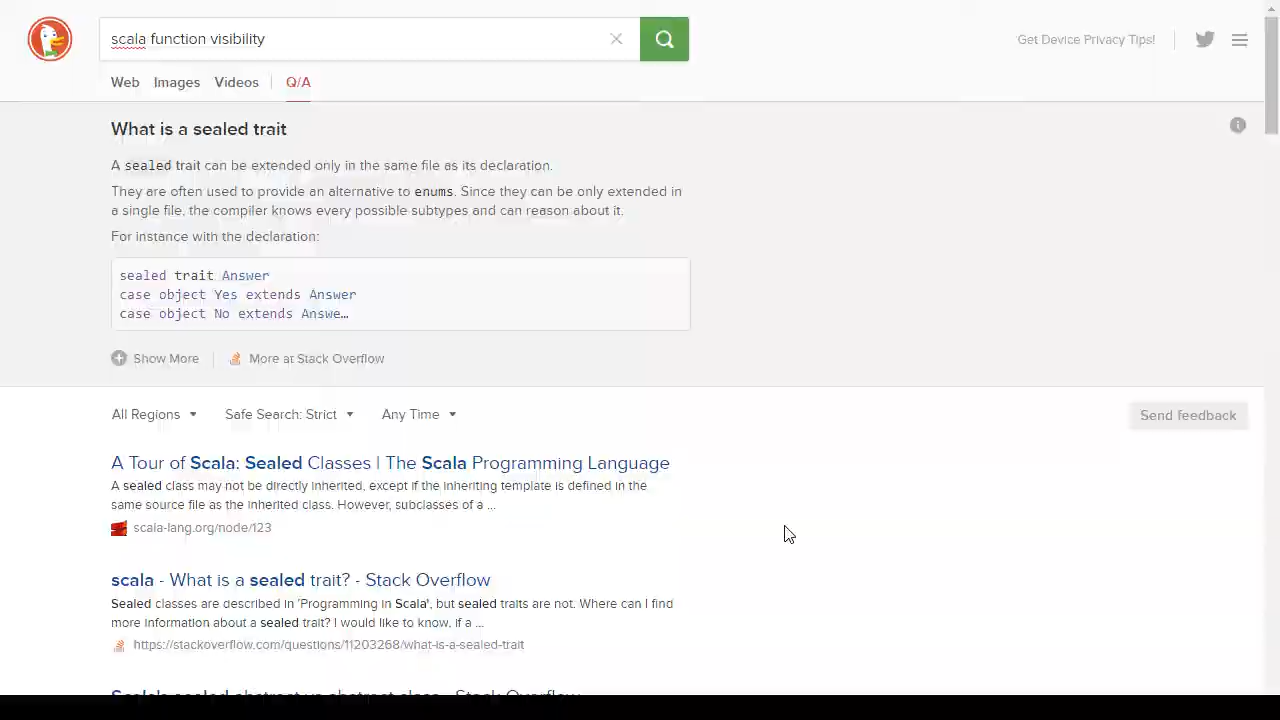 scala function visibility
Get Device Privacy Tips!
Web Images Videos Q/A
What is a sealed trait
A sealed trait can be extended only in the same file as its declaration.
They are often used to provide an alternative to enums. Since they can be only extended in
a single file, the compiler knows every possible subtypes and can reason about it.
For instance with the declaration:
sealed trait Answer
case object Yes extends Answer
case object No extends Answe…
Show More More at Stack Overflow
All Regions Safe Search: Strict Any Time
Send feedback
A Tour of Scala: Sealed Classes | The Scala Programming Language
A sealed class may not be directly inherited, except if the inheriting template is defined in the
same source file as the inherited class. However, subclasses of a ...
scala-lang.org/node/123
scala - What is a sealed trait? - Stack Overflow
Sealed classes are described in 'Programming in Scala', but sealed traits are not. Where can I find
more information about a sealed trait? I would like to know, if a ...
https://stackoverflow.com/questions/11203268/what-is-a-sealed-trait
Scala's sealed abstract vs abstract class - Stack Overflow